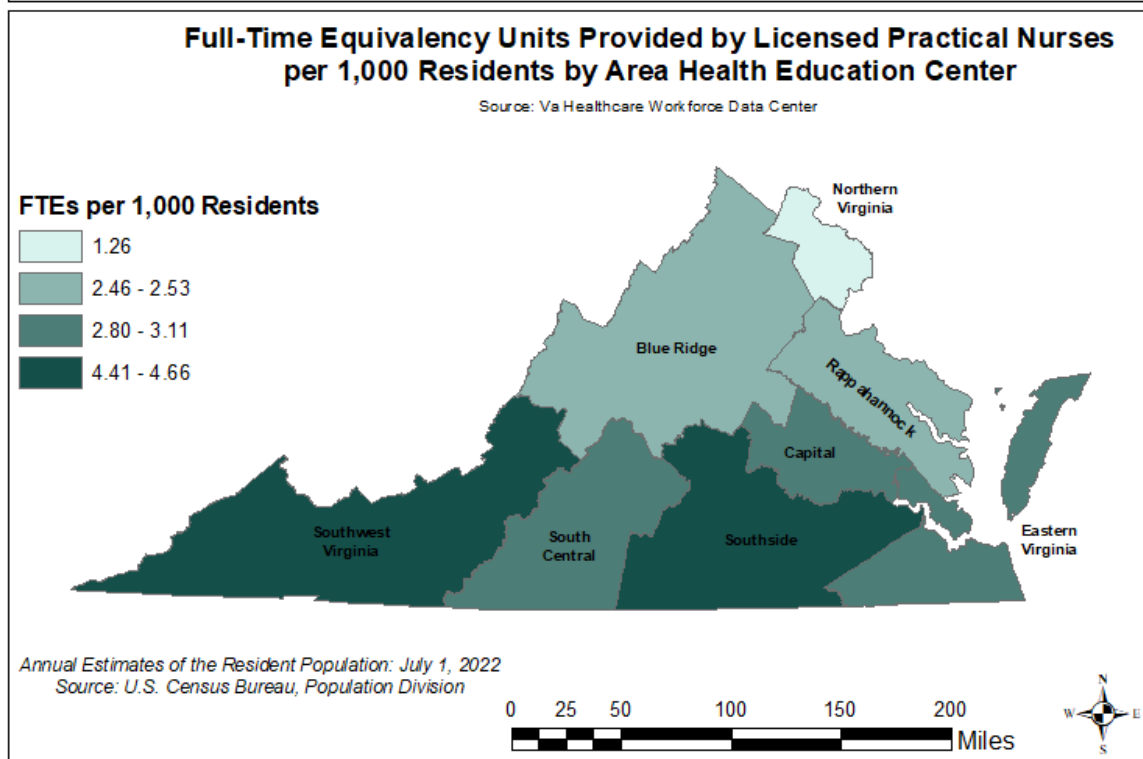 Full-Time Equivalency Units Provided by Licensed Practical Nurses
per 1,000 Residents by Area Health Education Center
Source: Va Healthcare Workforce Data Center
FTEs per 1,000 Residents
1.26
2.46 - 2.53
2.80 - 3.11
4.41 - 4.66
Northern
Virginia
Blue Ridge
Rappahannock
Capital
Southwest
Virginia
South
Central
Southside
Eastern
Virginia
Annual Estimates of the Resident Population: July 1, 2022
Source: U.S. Census Bureau, Population Division
0 25 50 100 150 200
Miles
N
W E
S